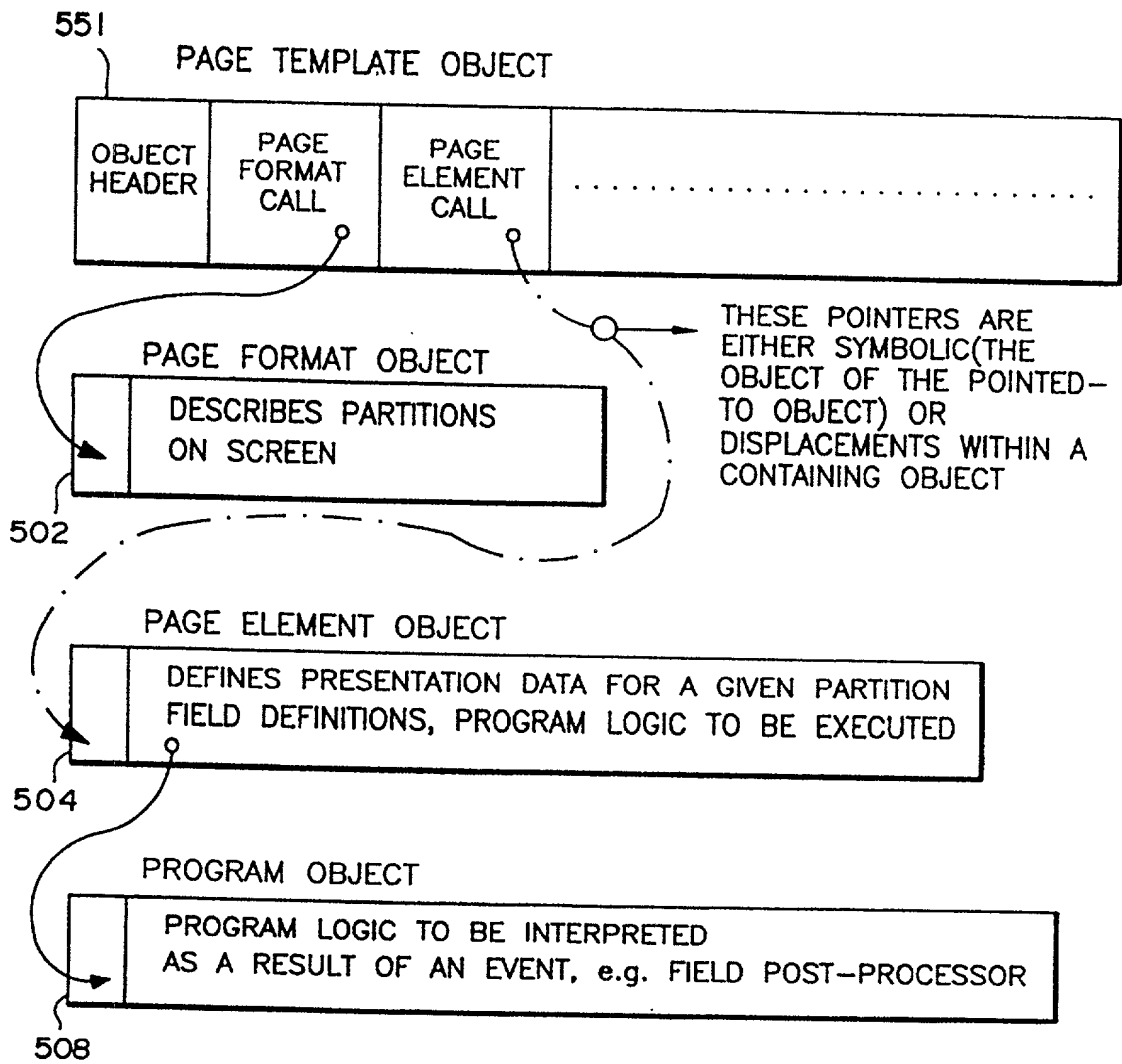 551
PAGE TEMPLATE OBJECT
OBJECT
HEADER
PAGE
FORMAT
CALL
PAGE
ELEMENT
CALL
..............................
THESE POINTERS ARE
EITHER SYMBOLIC(THE
OBJECT OF THE POINTED-
TO OBJECT) OR
DISPLACEMENTS WITHIN A
CONTAINING OBJECT
PAGE FORMAT OBJECT
DESCRIBES PARTITIONS
ON SCREEN
502
PAGE ELEMENT OBJECT
DEFINES PRESENTATION DATA FOR A GIVEN PARTITION
FIELD DEFINITIONS, PROGRAM LOGIC TO BE EXECUTED
504
PROGRAM OBJECT
PROGRAM LOGIC TO BE INTERPRETED
AS A RESULT OF AN EVENT, e.g. FIELD POST-PROCESSOR
508